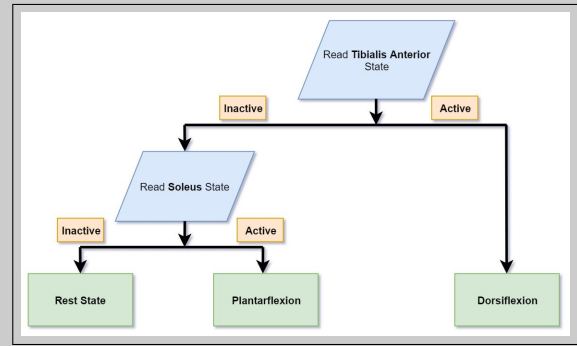 Read Tibialis Anterior
State
Inactive
Active
Read Soleus State
Inactive
Active
Rest State
Plantarflexion
Dorsiflexion